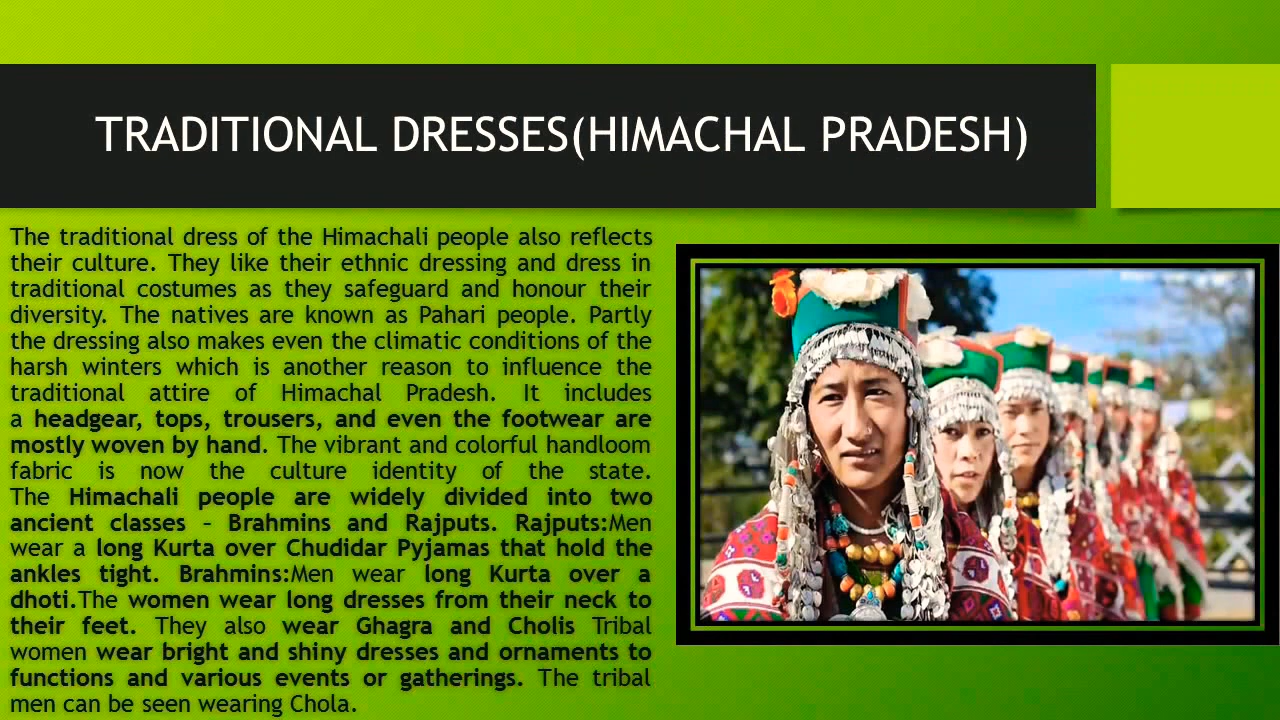 TRADITIONAL DRESSES(HIMACHAL PRADESH)
The traditional dress of the Himachali people also reflects
their culture. They like their ethnic dressing and dress in
traditional costumes as they safeguard and honour their
diversity. The natives are known as Pahari people. Partly
the dressing also makes even the climatic conditions of the
harsh winters which is another reason to influence the
traditional attire of Himachal Pradesh. It includes
a headgear, tops, trousers, and even the footwear are
mostly woven by hand. The vibrant and colorful handloom
fabric is now the culture identity of the state.
The Himachali people are widely divided into two
ancient classes – Brahmins and Rajputs. Rajputs:Men
wear a long Kurta over Chudidar Pyjamas that hold the
ankles tight. Brahmins:Men wear long Kurta over a
dhoti.The women wear long dresses from their neck to
their feet. They also wear Ghagra and Cholis Tribal
women wear bright and shiny dresses and ornaments to
functions and various events or gatherings. The tribal
men can be seen wearing Chola.